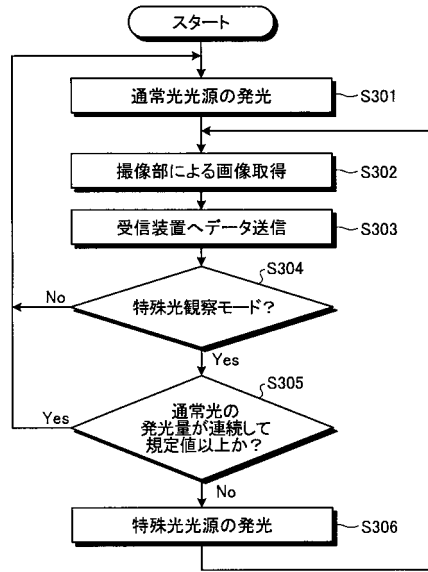 スタート
通常光光源の発光
S301
撮像部による画像取得
S302
受信装置へデータ送信
S303
S304
特殊光観察モード?
No
Yes
S305
通常光の
発光量が連続して
規定値以上か?
Yes
No
特殊光光源の発光
S306